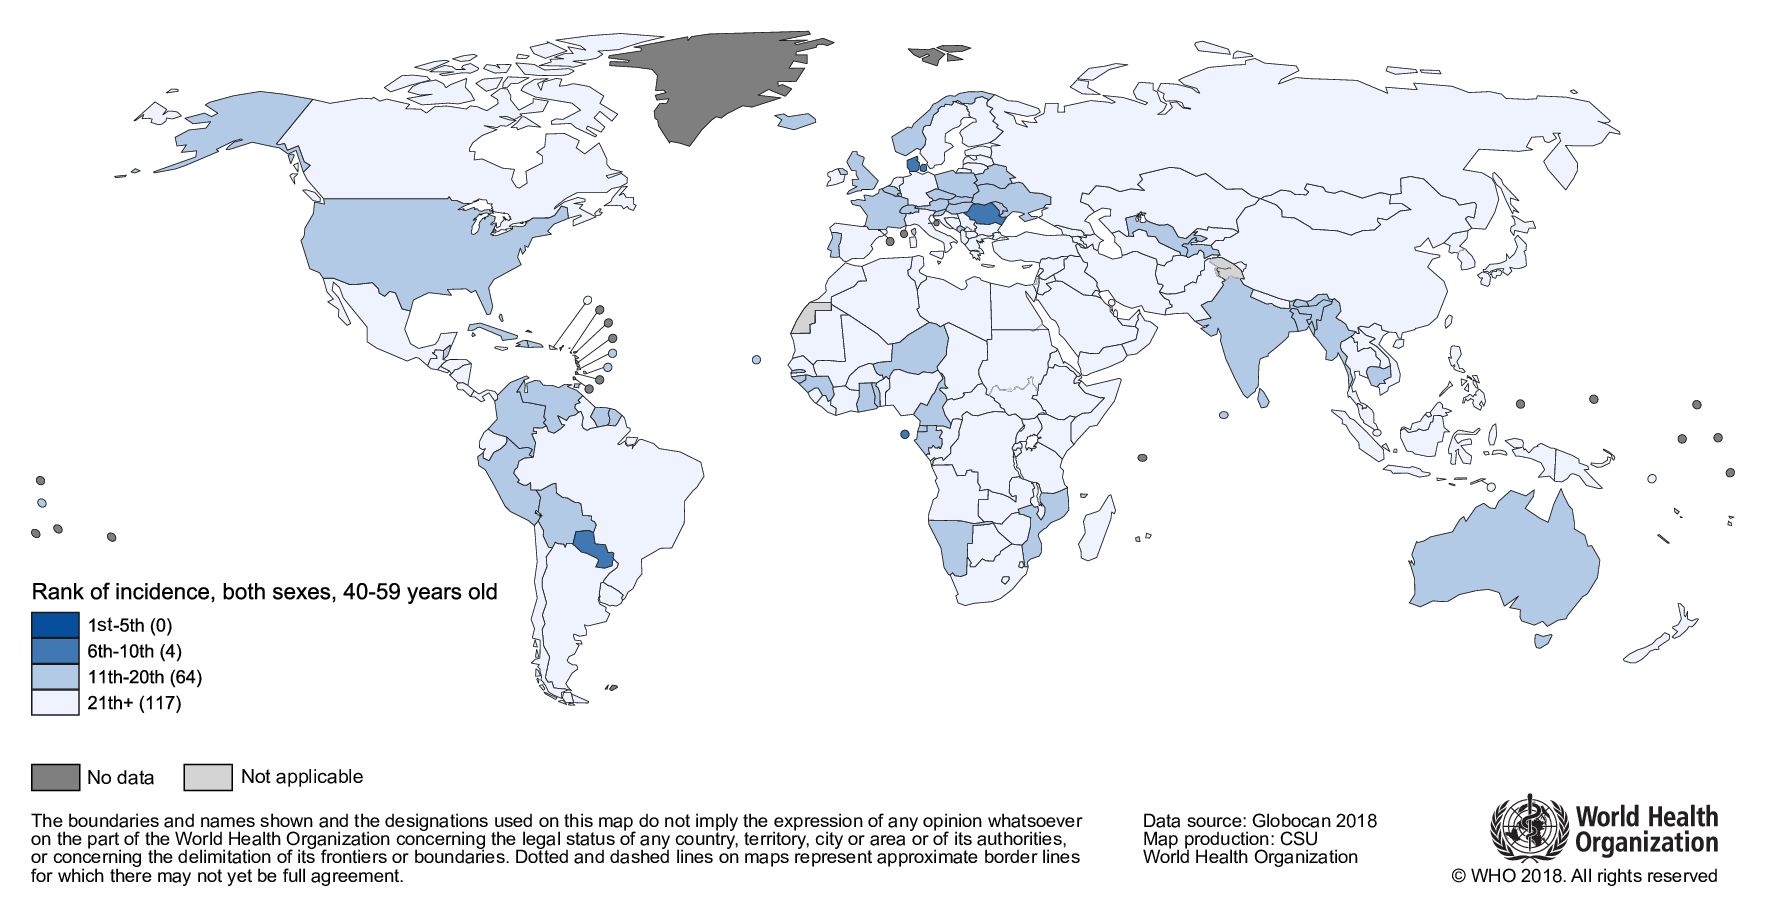 Rank of incidence, both sexes, 40-59 years old
1st-5th (0)
6th-10th (4)
11th-20th (64)
21th+ (117)
No data
Not applicable
The boundaries and names shown and the designations used on this map do not imply the expression of any opinion whatsoever
on the part of the World Health Organization concerning the legal status of any country, territory, city or area or of its authorities,
or concerning the delimitation of its frontiers or boundaries. Dotted and dashed lines on maps represent approximate border lines
for which there may not yet be full agreement.
Data source: Globocan 2018
Map production: CSU
World Health Organization
World Health
Organization
© WHO 2018. All rights reserved